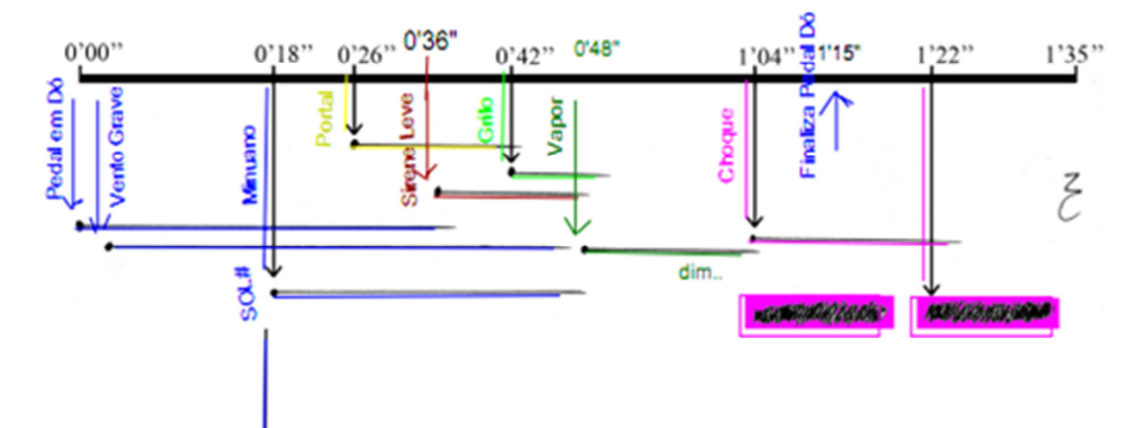 0'00’’
0'18’’
0'26’’
0'36"
0'42’’
0'48"
1'04’’
1'15"
1'22’’
1'35’’
Pedal em Dó
Vento Grave
Minuano
SOL#
Portal
Sirene Leve
Grilo
Vapor
dim..
Choque
Finaliza Pedal Dó